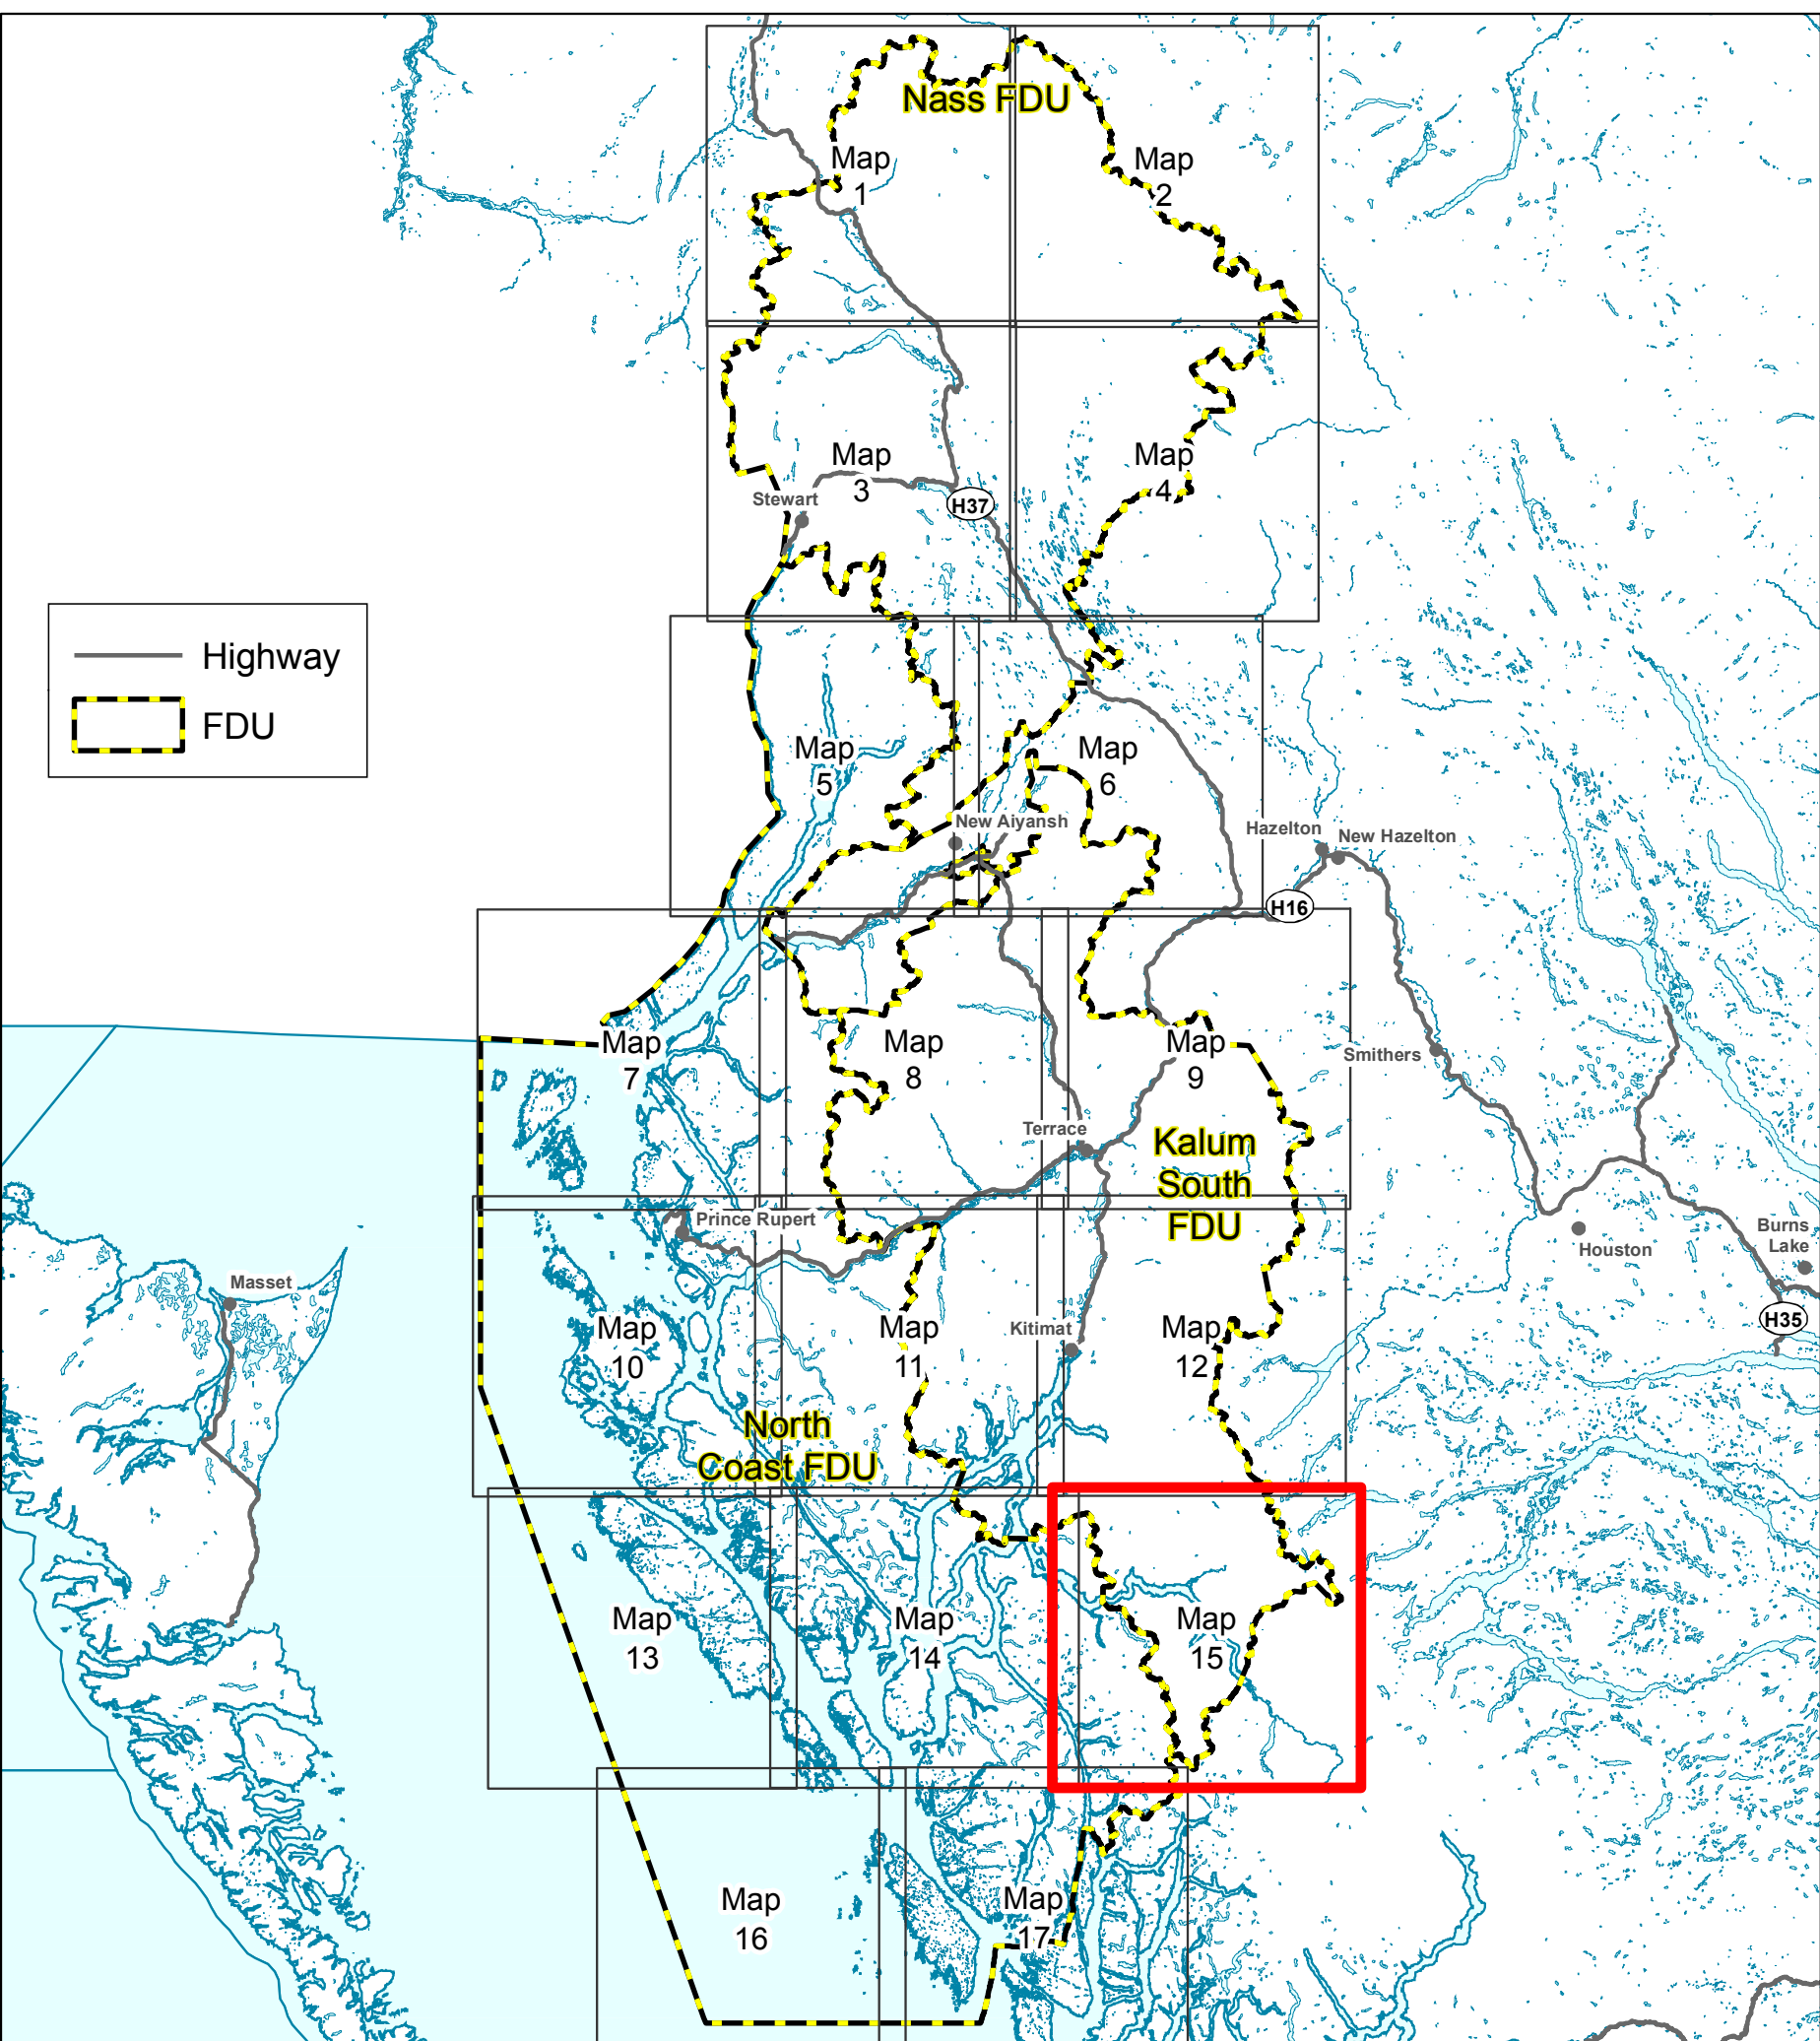 Nass FDU
Map
1
Map
2
Map
3
Map
4
Stewart
H37
Highway
FDU
Map
5
Map
6
New Aiyansh
Hazelton
New Hazelton
H16
Map
7
Map
8
Map
9
Smithers
Terrace
Kalum
South
FDU
Prince Rupert
Houston
Burns
Lake
Masset
H35
Map
10
Map
11
Kitimat
Map
12
North
Coast FDU
Map
13
Map
14
Map
15
Map
16
Map
17